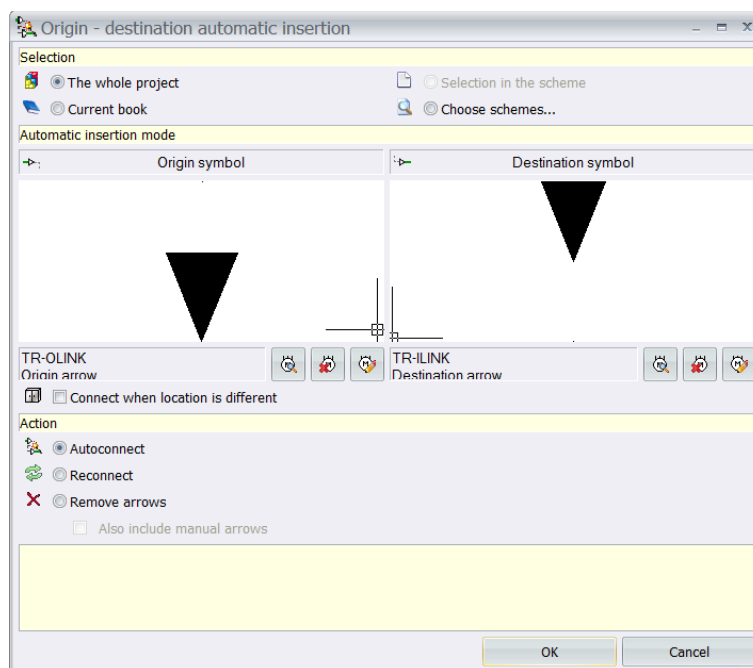 Origin - destination automatic insertion
Selection
The whole project
Selection in the scheme
Current book
Choose schemes...
Automatic insertion mode
Origin symbol
Destination symbol
TR-OLINK
Origin arrow
TR-ILINK
Destination arrow
Connect when location is different
Action
Autoconnect
Reconnect
Remove arrows
Also include manual arrows
OK
Cancel